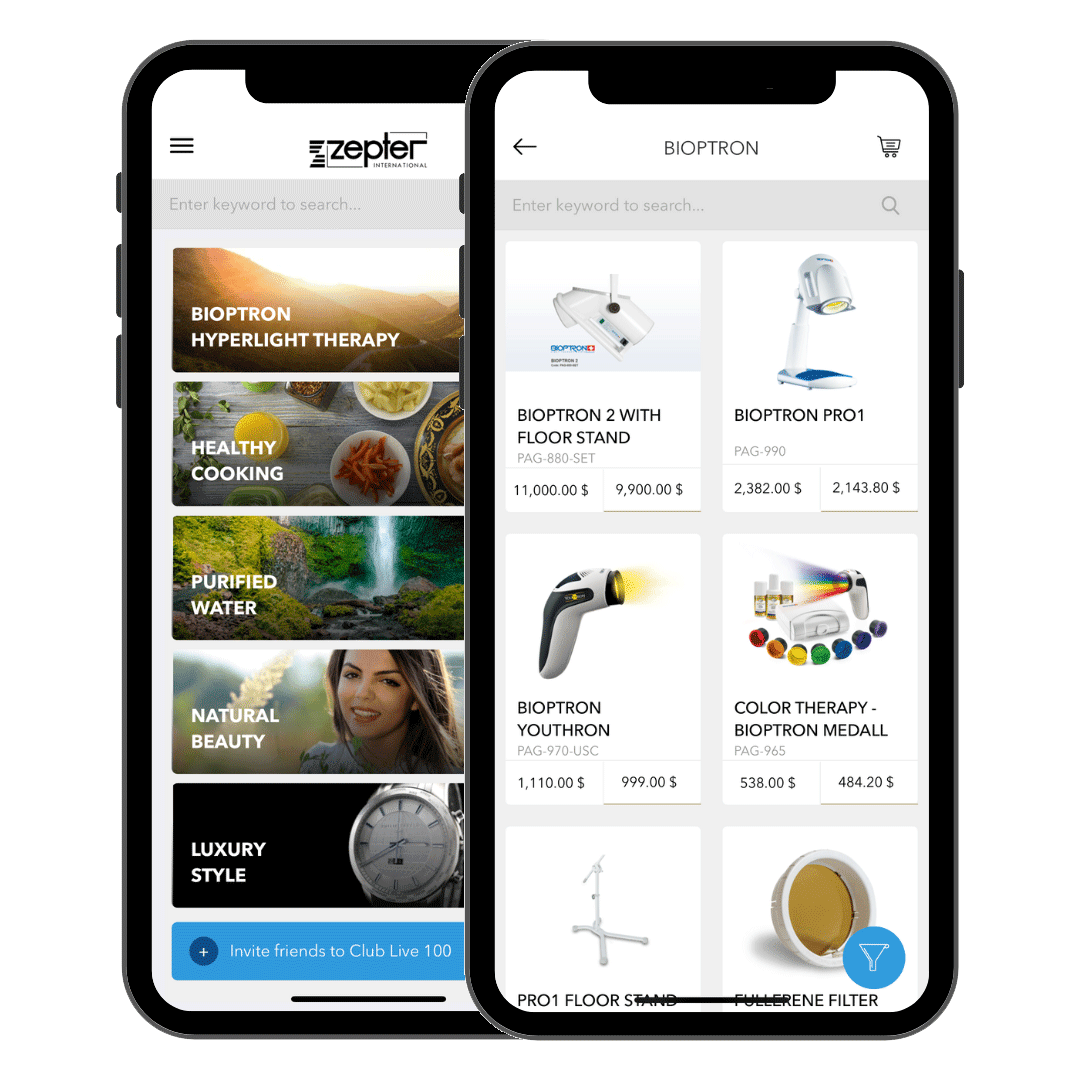 zepter
INTERNATIONAL
Enter keyword to search...
BIOPTRON
HYPERLIGHT THERAPY
HEALTHY
COOKING
PURIFIED
WATER
NATURAL
BEAUTY
LUXURY
STYLE
+ Invite friends to Club Live 100
BIOPTRON
Enter keyword to search...
BIOPTRON
BIOPTRON 2
BIOPTRON 2 WITH
FLOOR STAND
PAG-880-SET
11,000.00 $ 9,900.00 $
BIOPTRON
BIOPTRON PRO1
PAG-990
2,382.00 $ 2,143.80 $
BIOPTRON
YOUTHRON
PAG-970-USC
1,110.00 $ 999.00 $
COLOR THERAPY -
BIOPTRON MEDALL
PAG-965
538.00 $ 484.20 $
PRO1 FLOOR STAND
FULLERENE FILTER